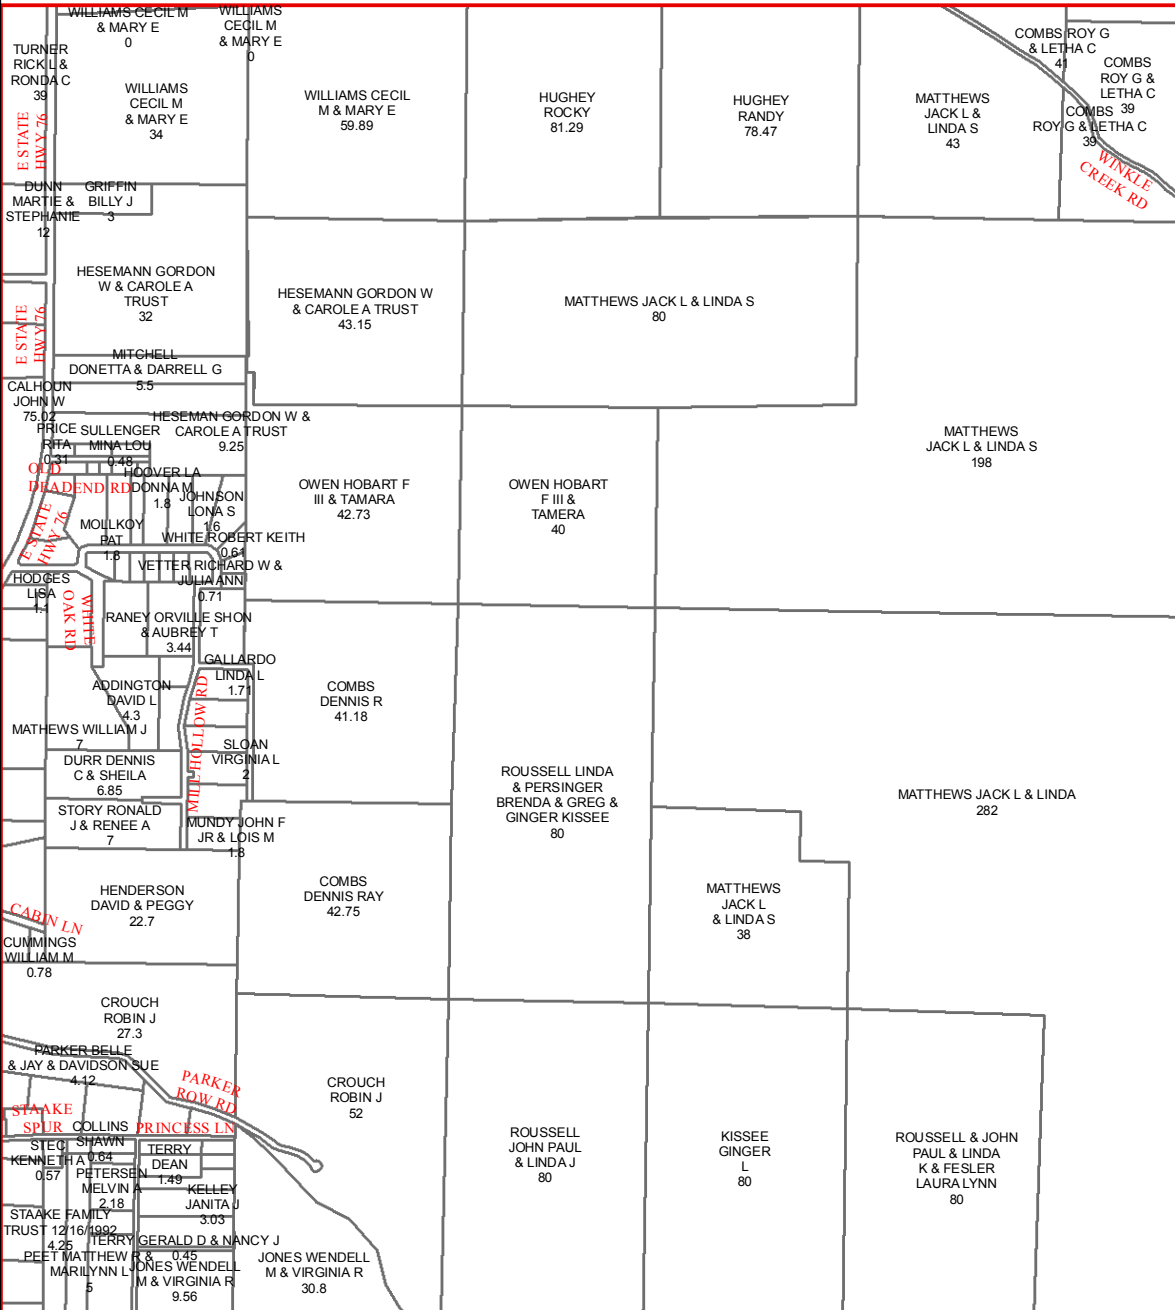 WILLIAMS CECIL M
& MARY E
0
WILLIAMS
CECIL M
& MARY E
0
TURNER
RICK L &
RONDA C
39
WILLIAMS
CECIL M
& MARY E
34
WILLIAMS CECIL
M & MARY E
59.89
HUGHEY
ROCKY
81.29
HUGHEY
RANDY
78.47
MATTHEWS
JACK L &
LINDA S
43
COMBS ROY G
& LETHA C
41
COMBS
ROY G &
LETHA C
39
COMBS
ROY G & LETHA C
39
WINKLE
CREEK RD
E STATE
HWY 76
DUNN
MARTIE &
STEPHANIE
12
GRIFFIN
BILLY J
3
HESEMANN GORDON
W & CAROLE A
TRUST
32
HESEMANN GORDON W
& CAROLE A TRUST
43.15
MATTHEWS JACK L & LINDA S
80
E STATE
HWY 76
MITCHELL
DONETTA & DARRELL G
5.5
CALHOUN
JOHN W
75.02
HESEMAN GORDON W &
CAROLE A TRUST
9.25
PRICE
RITA
0.31
SULLENGER
MINA LOU
0.48
MATTHEWS
JACK L & LINDA S
198
OLD
DEADEND RD
HOOVER LA
DONNA M
1.8
JOHNSON
LONA S
1.6
OWEN HOBART F
III & TAMARA
42.73
OWEN HOBART
F III &
TAMERA
40
E STATE
HWY 76
MOLLKOY
PAT
1.8
WHITE ROBERT KEITH
0.61
VETTER RICHARD W &
JULIA ANN
0.71
HODGES
LISA
1.1
WHITE
OAK RD
RANEY ORVILLE SHON
& AUBREY T
3.44
GALLARDO
LINDA L
1.71
ADDINGTON
DAVID L
4.3
COMBS
DENNIS R
41.18
MILL HOLLOW RD
MATHEWS WILLIAM J
7
SLOAN
VIRGINIA L
2
DURR DENNIS
C & SHEILA
6.85
ROUSSELL LINDA
& PERSINGER
BRENDA & GREG &
GINGER KISSEE
80
MATTHEWS JACK L & LINDA
282
STORY RONALD
J & RENEE A
7
MUNDY JOHN F
JR & LOIS M
1.8
HENDERSON
DAVID & PEGGY
22.7
COMBS
DENNIS RAY
42.75
MATTHEWS
JACK L
& LINDA S
38
CABIN LN
CUMMINGS
WILLIAM M
0.78
CROUCH
ROBIN J
27.3
PARKER BELLE
& JAY & DAVIDSON SUE
4.12
PARKER
ROW RD
CROUCH
ROBIN J
52
STAAKE
SPUR
COLLINS
SHAWN
0.64
PRINCESS LN
STEC
KENNETH A
0.57
TERRY
DEAN
1.49
PETERSEN
MELVIN A
2.18
KELLEY
JANITA J
3.03
ROUSSELL
JOHN PAUL
& LINDA J
80
KISSEE
GINGER
L
80
ROUSSELL & JOHN
PAUL & LINDA
K & FESLER
LAURA LYNN
80
STAAKE FAMILY
TRUST 12/16/1992
4.25
TERRY GERALD D & NANCY J
0.45
PEET MATTHEW R &
MARILYNN L
5
JONES WENDELL
M & VIRGINIA R
9.56
JONES WENDELL
M & VIRGINIA R
30.8